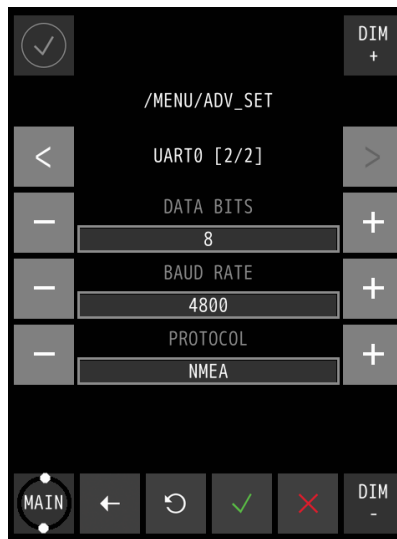 DIM
+
/MENU/ADV_SET
< UART0 [2/2] >
DATA BITS
− 8 +
BAUD RATE
− 4800 +
PROTOCOL
− NMEA +
MAIN
DIM
-